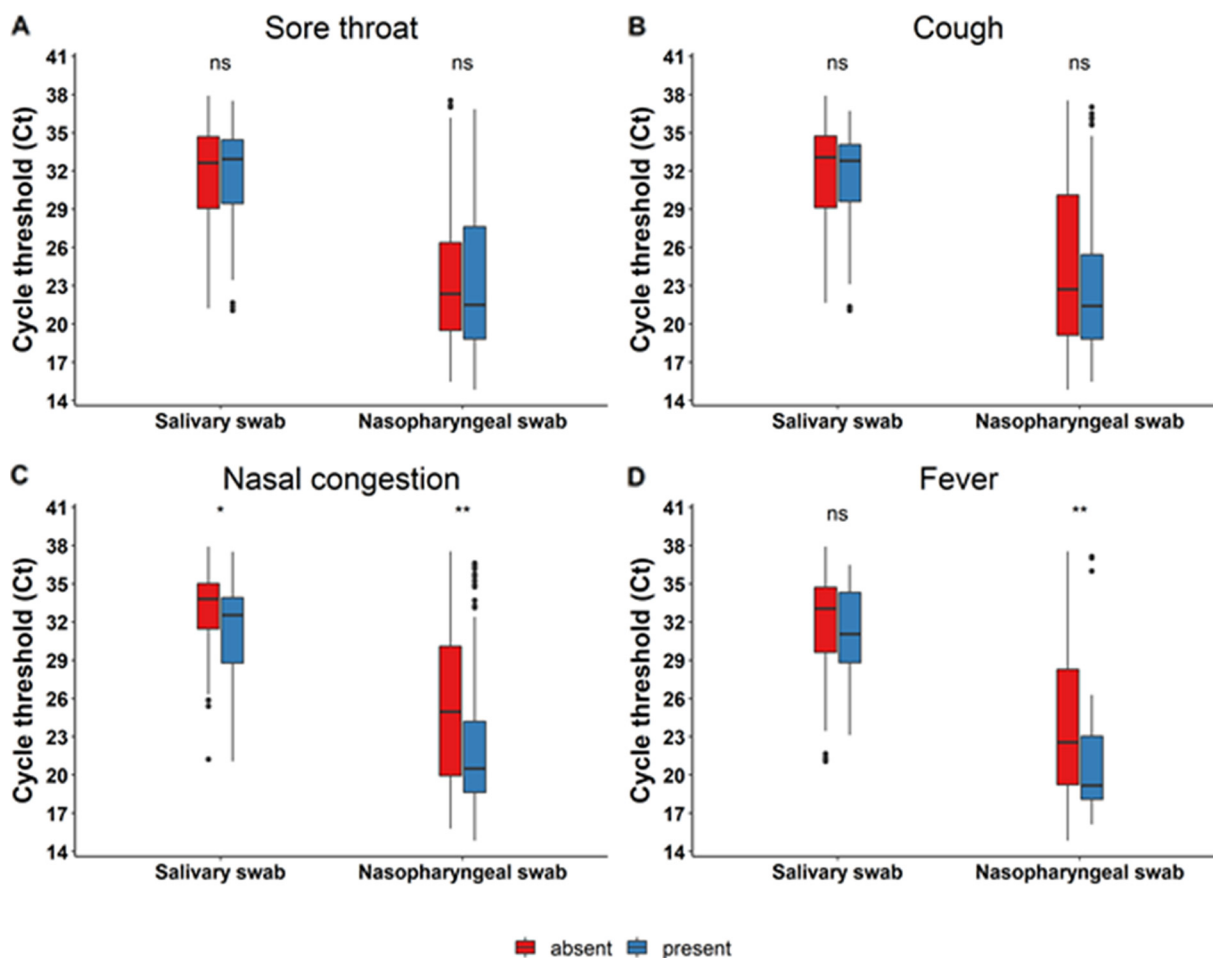 A Sore throat
Cycle threshold (Ct)
41
38
35
32
29
26
23
20
17
14
ns ns
Salivary swab Nasopharyngeal swab
B Cough
Cycle threshold (Ct)
41
38
35
32
29
26
23
20
17
14
ns ns
Salivary swab Nasopharyngeal swab
C Nasal congestion
Cycle threshold (Ct)
41
38
35
32
29
26
23
20
17
14
* **
Salivary swab Nasopharyngeal swab
D Fever
Cycle threshold (Ct)
41
38
35
32
29
26
23
20
17
14
ns **
Salivary swab Nasopharyngeal swab
absent present